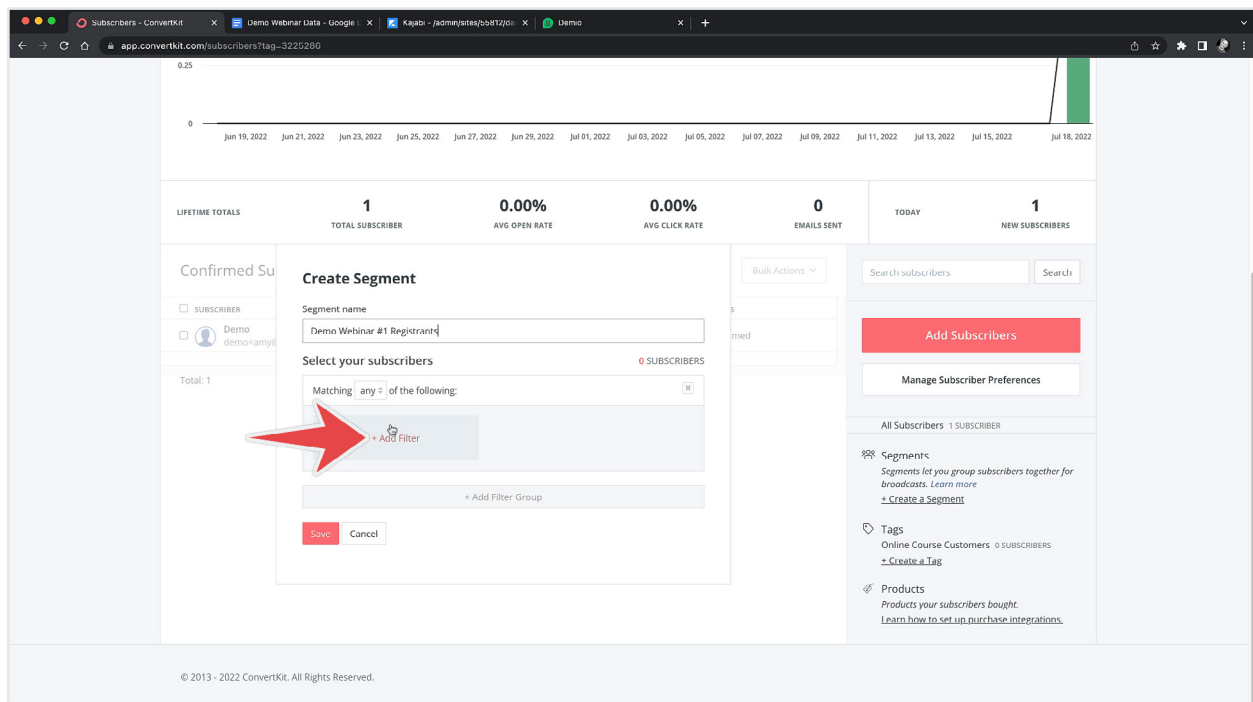 Subscribers - ConvertKit
Demo Webinar Data - Google
Kajabi - /admin/sites/55812/da
Demio
app.convertkit.com/subscribers?tag=3225286
0.25
0
Jun 19, 2022 Jun 21, 2022 Jun 23, 2022 Jun 25, 2022 Jun 27, 2022 Jun 29, 2022 Jul 01, 2022 Jul 03, 2022 Jul 05, 2022 Jul 07, 2022 Jul 09, 2022 Jul 11, 2022 Jul 13, 2022 Jul 15, 2022 Jul 18, 2022
LIFETIME TOTALS
1
TOTAL SUBSCRIBER
0.00%
AVG OPEN RATE
0.00%
AVG CLICK RATE
0
EMAILS SENT
TODAY
1
NEW SUBSCRIBERS
Confirmed Su
Bulk Actions
SUBSCRIBER
Demo
demo+amy@
Total: 1
Create Segment
Segment name
Demo Webinar #1 Registrants
Select your subscribers
0 SUBSCRIBERS
Matching any of the following:
+ Add Filter
+ Add Filter Group
Save
Cancel
Search subscribers
Search
Add Subscribers
Manage Subscriber Preferences
All Subscribers 1 SUBSCRIBER
Segments
Segments let you group subscribers together for
broadcasts. Learn more
+ Create a Segment
Tags
Online Course Customers 0 SUBSCRIBERS
+ Create a Tag
Products
Products your subscribers bought.
Learn how to set up purchase integrations.
© 2013 - 2022 ConvertKit. All Rights Reserved.